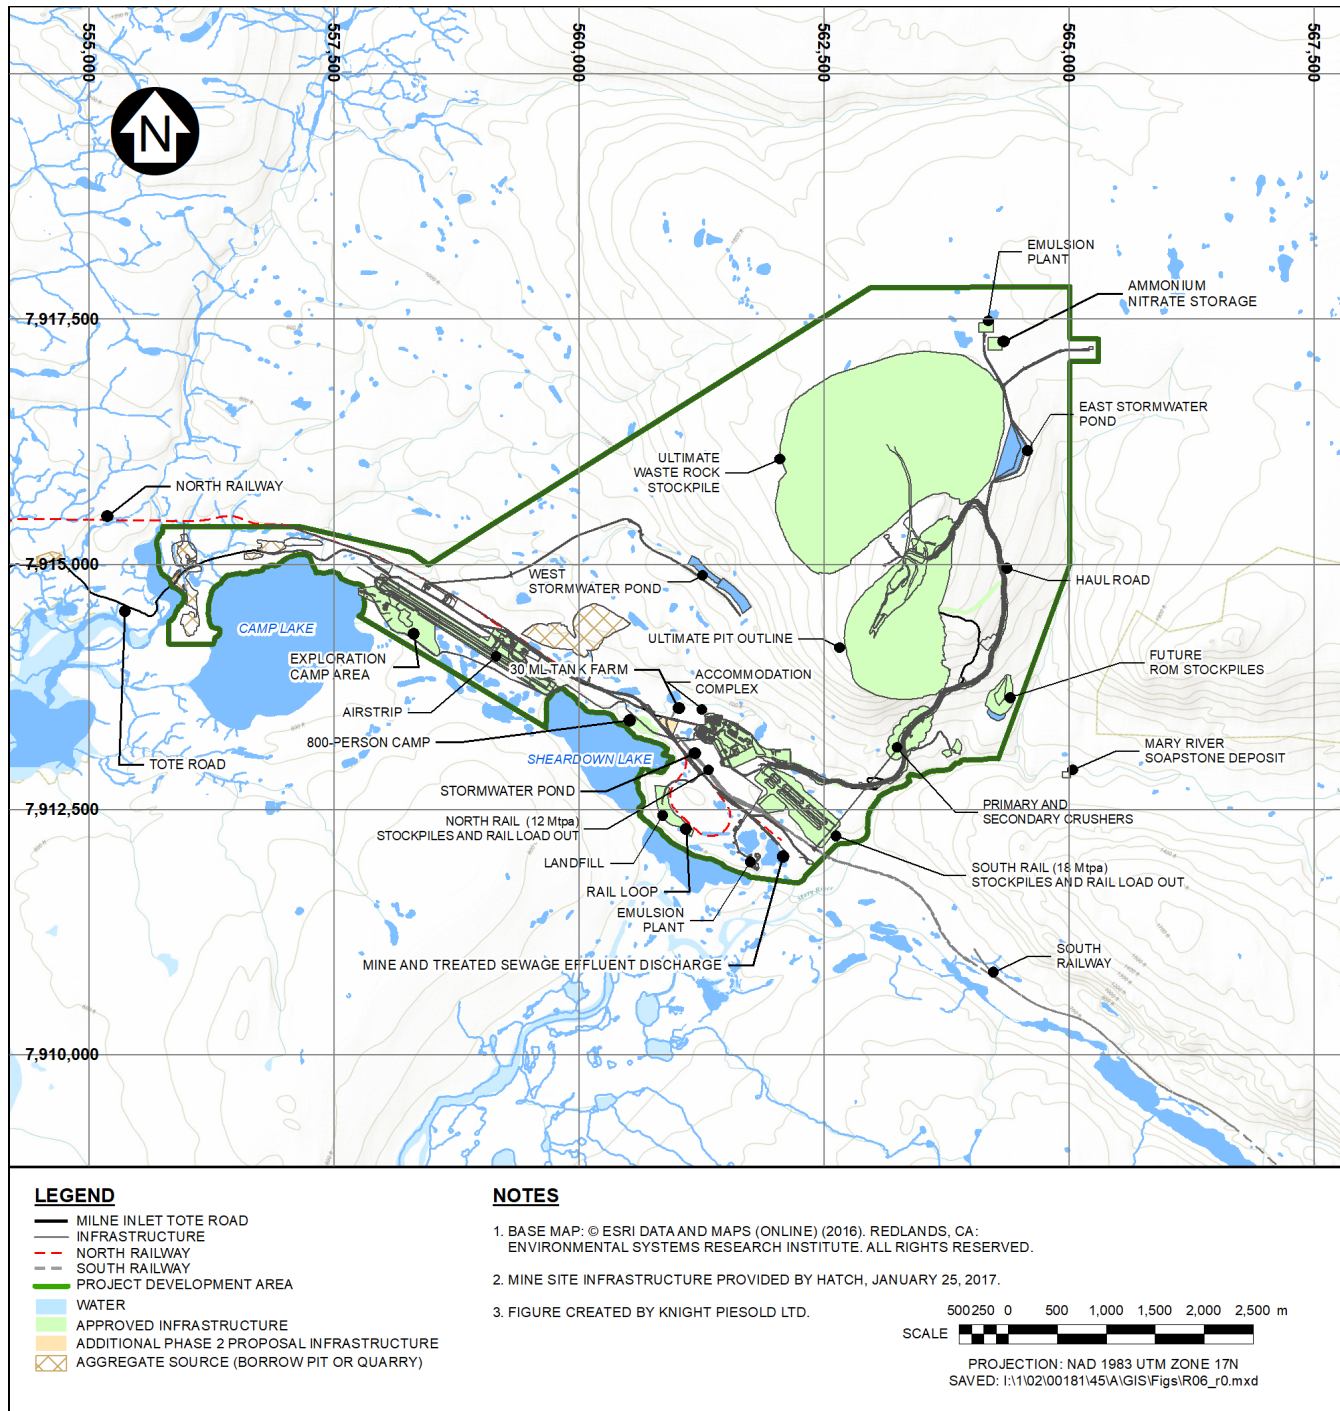 555,000
557,500
560,000
562,500
565,000
567,500
N
EMULSION
PLANT
AMMONIUM
NITRATE STORAGE
7,917,500
EAST STORMWATER
POND
ULTIMATE
WASTE ROCK
STOCKPILE
NORTH RAILWAY
7,915,000
WEST
STORMWATER POND
HAUL ROAD
CAMP LAKE
ULTIMATE PIT OUTLINE
EXPLORATION
CAMP AREA
30 ML TANK FARM
ACCOMMODATION
COMPLEX
FUTURE
ROM STOCKPILES
AIRSTRIP
800-PERSON CAMP
TOTE ROAD
SHEARDOWN LAKE
MARY RIVER
SOAPSTONE DEPOSIT
STORMWATER POND
7,912,500
PRIMARY AND
SECONDARY CRUSHERS
NORTH RAIL (12 Mtpa)
STOCKPILES AND RAIL LOAD OUT
LANDFILL
SOUTH RAIL (18 Mtpa)
STOCKPILES AND RAIL LOAD OUT
RAIL LOOP
Mary River
EMULSION
PLANT
MINE AND TREATED SEWAGE EFFLUENT DISCHARGE
SOUTH
RAILWAY
7,910,000
LEGEND
MILNE INLET TOTE ROAD
INFRASTRUCTURE
NORTH RAILWAY
SOUTH RAILWAY
PROJECT DEVELOPMENT AREA
WATER
APPROVED INFRASTRUCTURE
ADDITIONAL PHASE 2 PROPOSAL INFRASTRUCTURE
AGGREGATE SOURCE (BORROW PIT OR QUARRY)
NOTES
1. BASE MAP: © ESRI DATA AND MAPS (ONLINE) (2016). REDLANDS, CA:
ENVIRONMENTAL SYSTEMS RESEARCH INSTITUTE. ALL RIGHTS RESERVED.
2. MINE SITE INFRASTRUCTURE PROVIDED BY HATCH, JANUARY 25, 2017.
3. FIGURE CREATED BY KNIGHT PIESOLD LTD.
500 250 0 500 1,000 1,500 2,000 2,500 m
SCALE
PROJECTION: NAD 1983 UTM ZONE 17N
SAVED: I:\1\02\00181\45\A\GIS\Figs\R06_r0.mxd